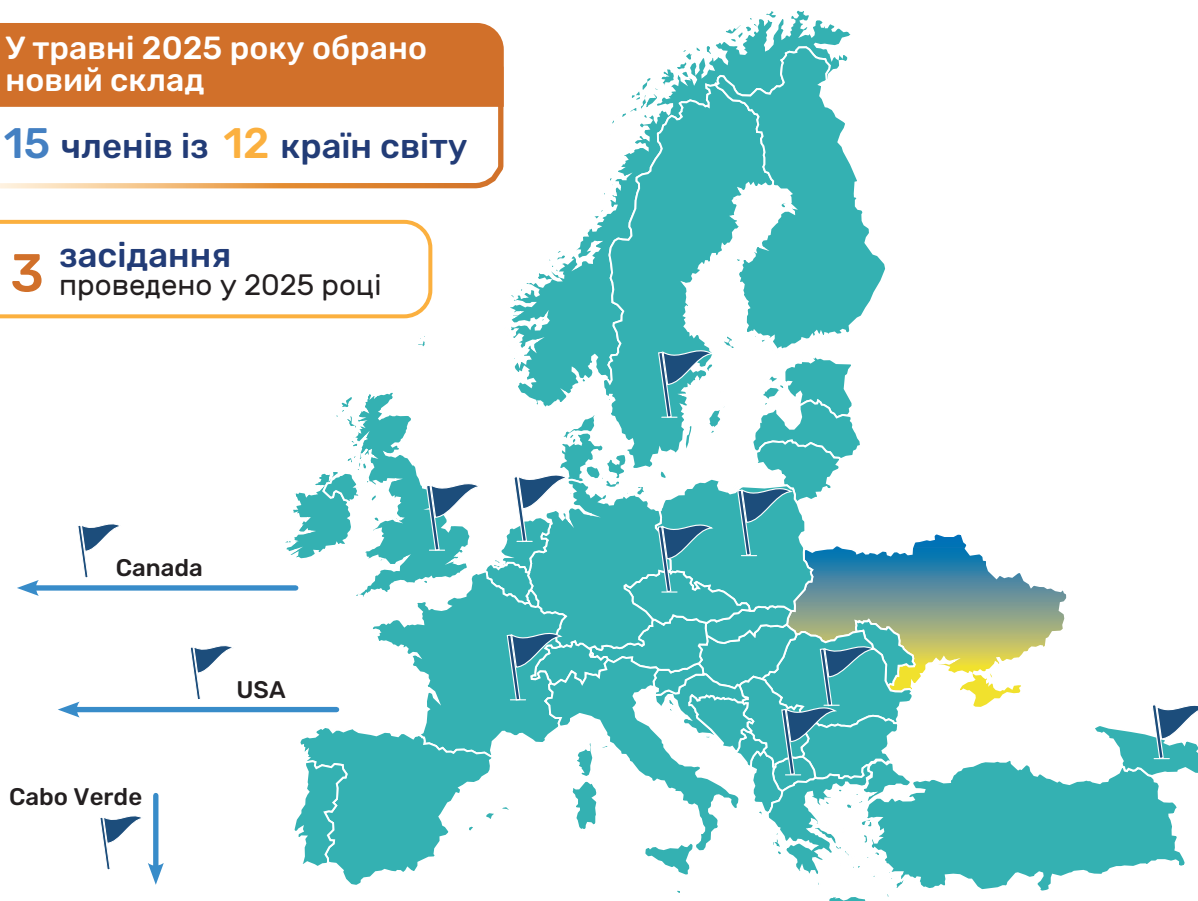 У травні 2025 року обрано
новий склад
15 членів із 12 країн світу
3 засідання
проведено у 2025 році
Canada
USA
Cabo Verde